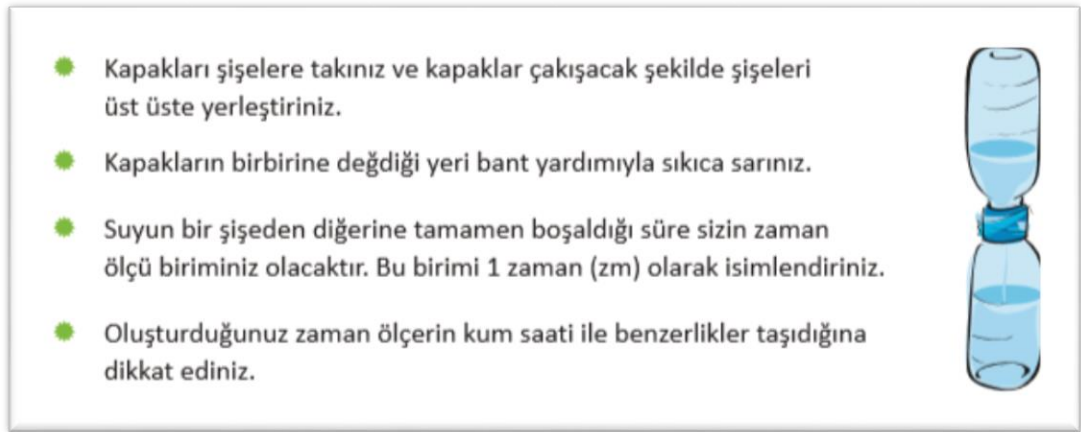 Kapakları şişelere takınız ve kapaklar çakışacak şekilde şişeleri
üst üste yerleştiriniz.
Kapakların birbirine değdiği yeri bant yardımıyla sıkıca sarınız.
Suyun bir şişeden diğerine tamamen boşaldığı süre sizin zaman
ölçü biriminiz olacaktır. Bu birimi 1 zaman (zm) olarak isimlendiriniz.
Oluşturduğunuz zaman ölçerin kum saati ile benzerlikler taşıdığına
dikkat ediniz.